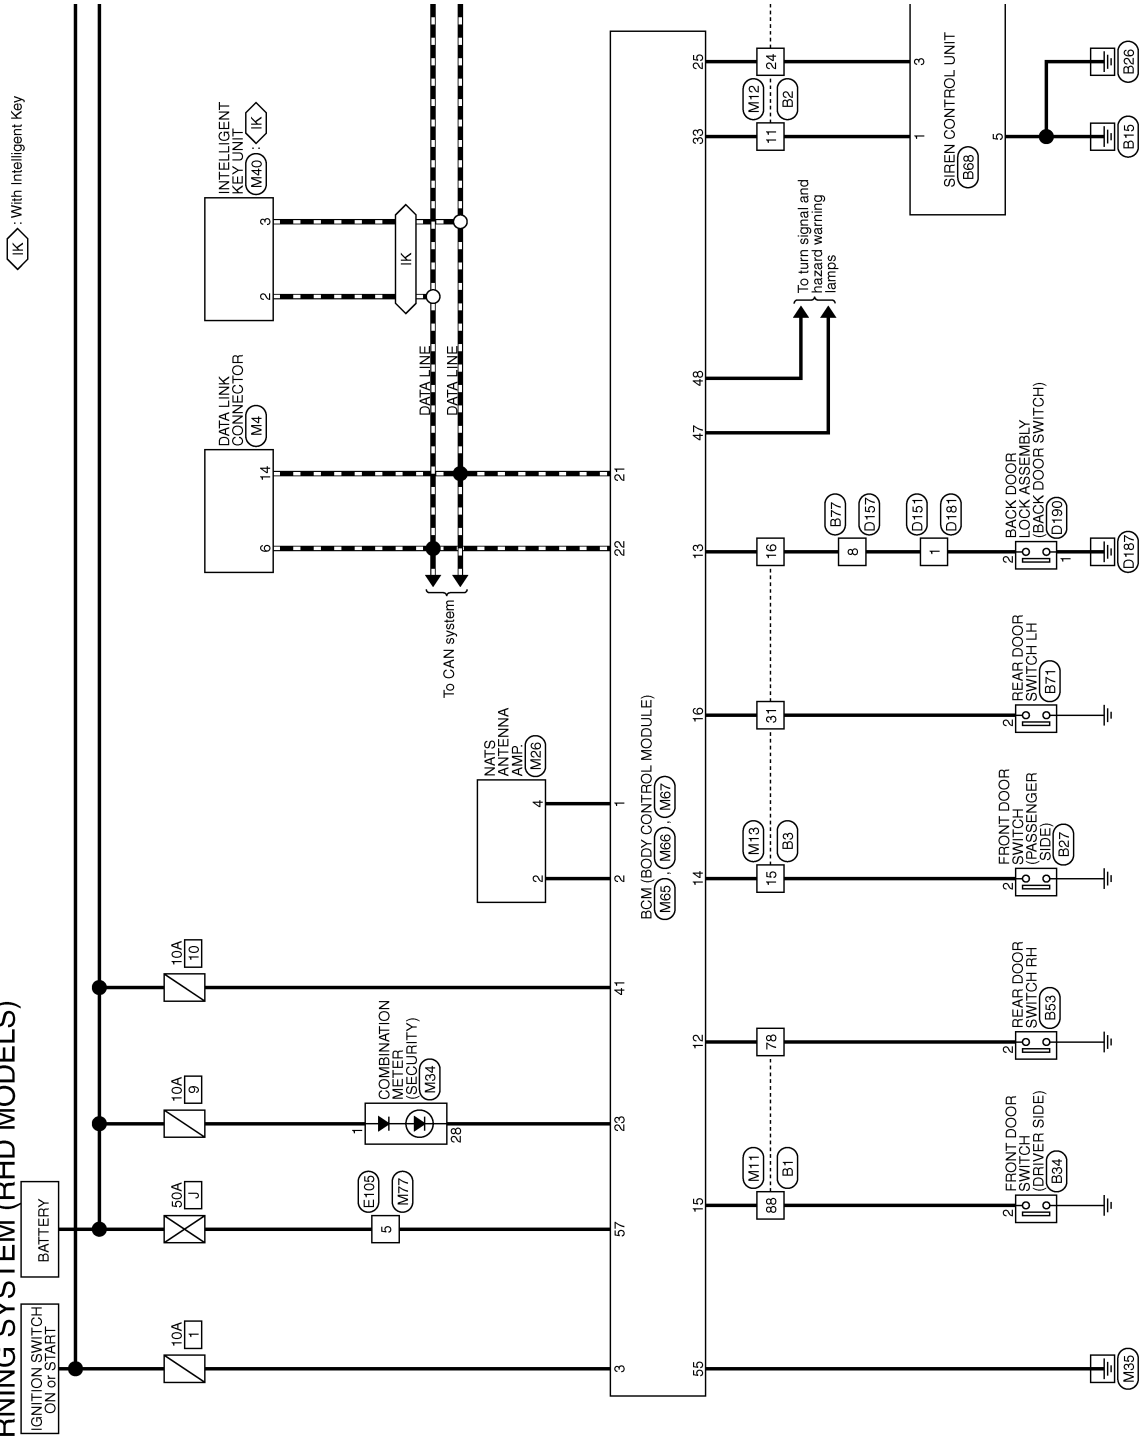 RNING SYSTEM (RHD MODELS)
IK : With Intelligent Key
IGNITION SWITCH
ON or START
BATTERY
10A
1
50A
J
10A
9
10A
10
E105
5
M77
1
COMBINATION
METER
(SECURITY)
M34
28
NATS
ANTENNA
AMP.
M26
2
4
DATA LINK
CONNECTOR
M4
6
14
INTELLIGENT
KEY UNIT
M40 : IK
2
3
IK
DATA LINE
DATA LINE
To CAN system
3
57
23
41
2
1
22
21
BCM (BODY CONTROL MODULE)
M65 , M66 , M67
55
15
12
14
16
13
47
48
33
25
To turn signal and
hazard warning
lamps
M11
88
B1
78
M13
15
B3
31
16
M12
11
24
B2
B77
8
D157
D151
1
D181
FRONT DOOR
SWITCH
(DRIVER SIDE)
B34
2
REAR DOOR
SWITCH RH
B53
2
FRONT DOOR
SWITCH
(PASSENGER
SIDE)
B27
2
REAR DOOR
SWITCH LH
B71
2
BACK DOOR
LOCK ASSEMBLY
(BACK DOOR SWITCH)
D190
2
1
SIREN CONTROL UNIT
B68
1
3
5
M35
D187
B15
B26